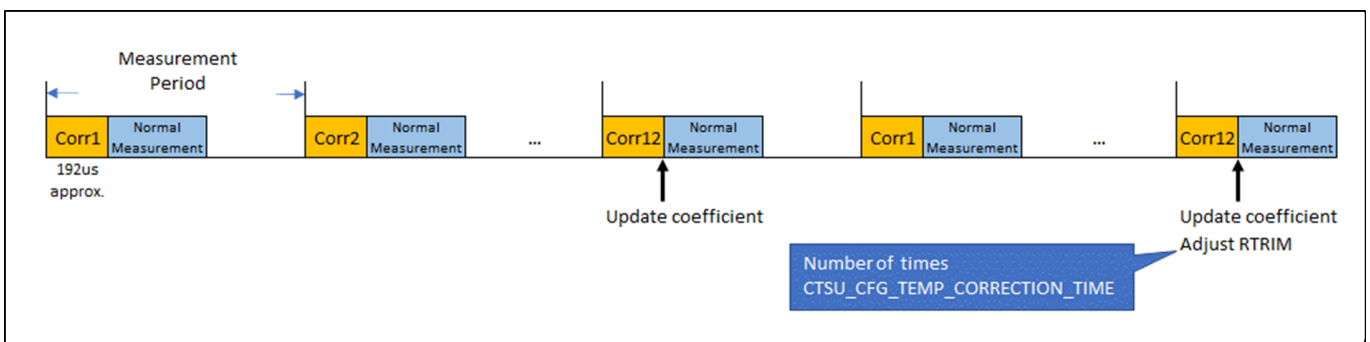 Measurement
Period
Corr1
Normal
Measurement
Corr2
Normal
Measurement
...
Corr12
Normal
Measurement
Corr1
Normal
Measurement
...
Corr12
Normal
Measurement
192us
approx.
Update coefficient
Update coefficient
Adjust RTRIM
Number of times
CTSU_CFG_TEMP_CORRECTION_TIME